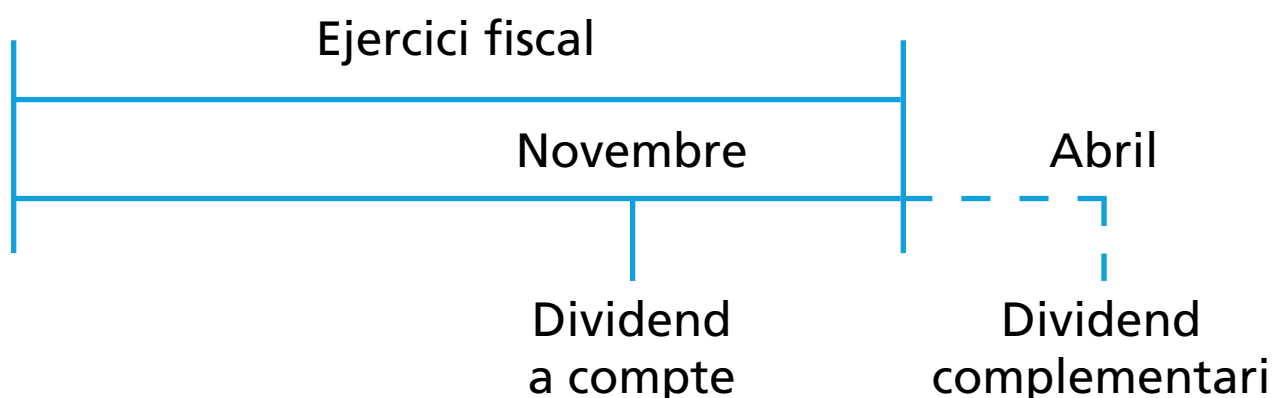 Ejercici fiscal
Novembre
Abril
Dividend
a compte
Dividend
complementari